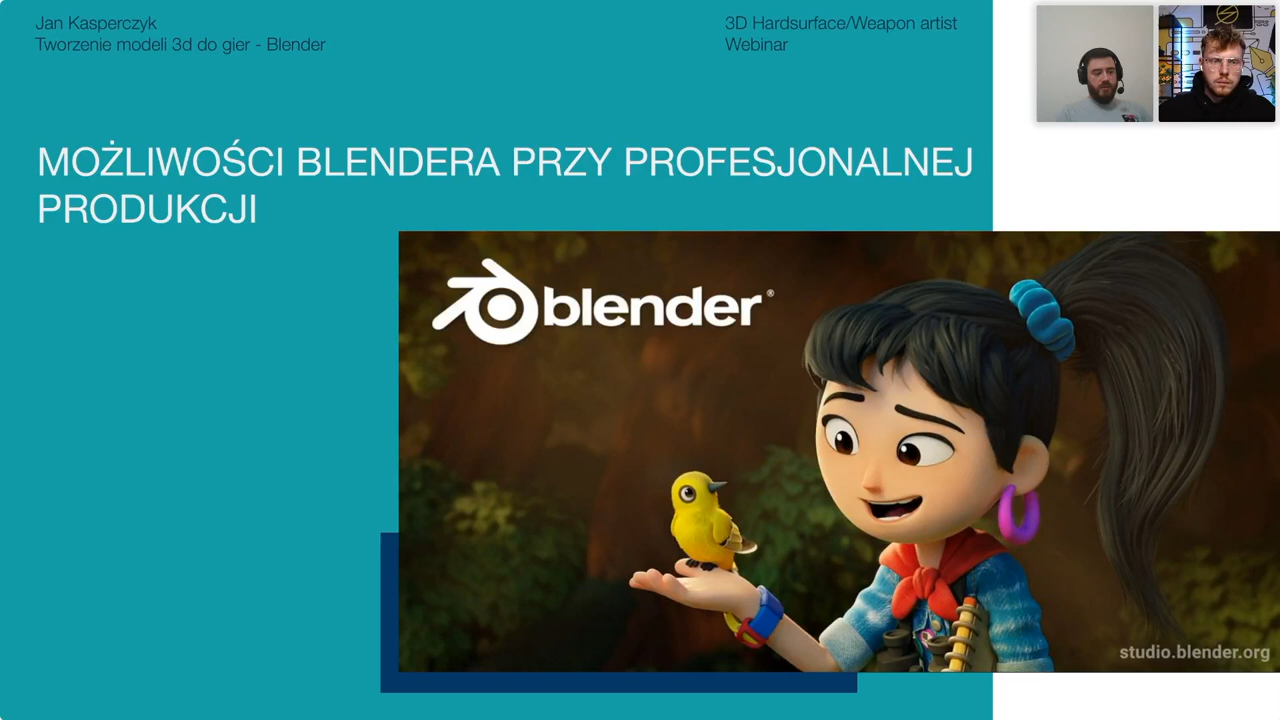 Jan Kasperczyk
Tworzenie modeli 3d do gier - Blender
3D Hardsurface/Weapon artist
Webinar
MOŻLIWOŚCI BLENDERA PRZY PROFESJONALNEJ
PRODUKCJI
blender®
studio.blender.org